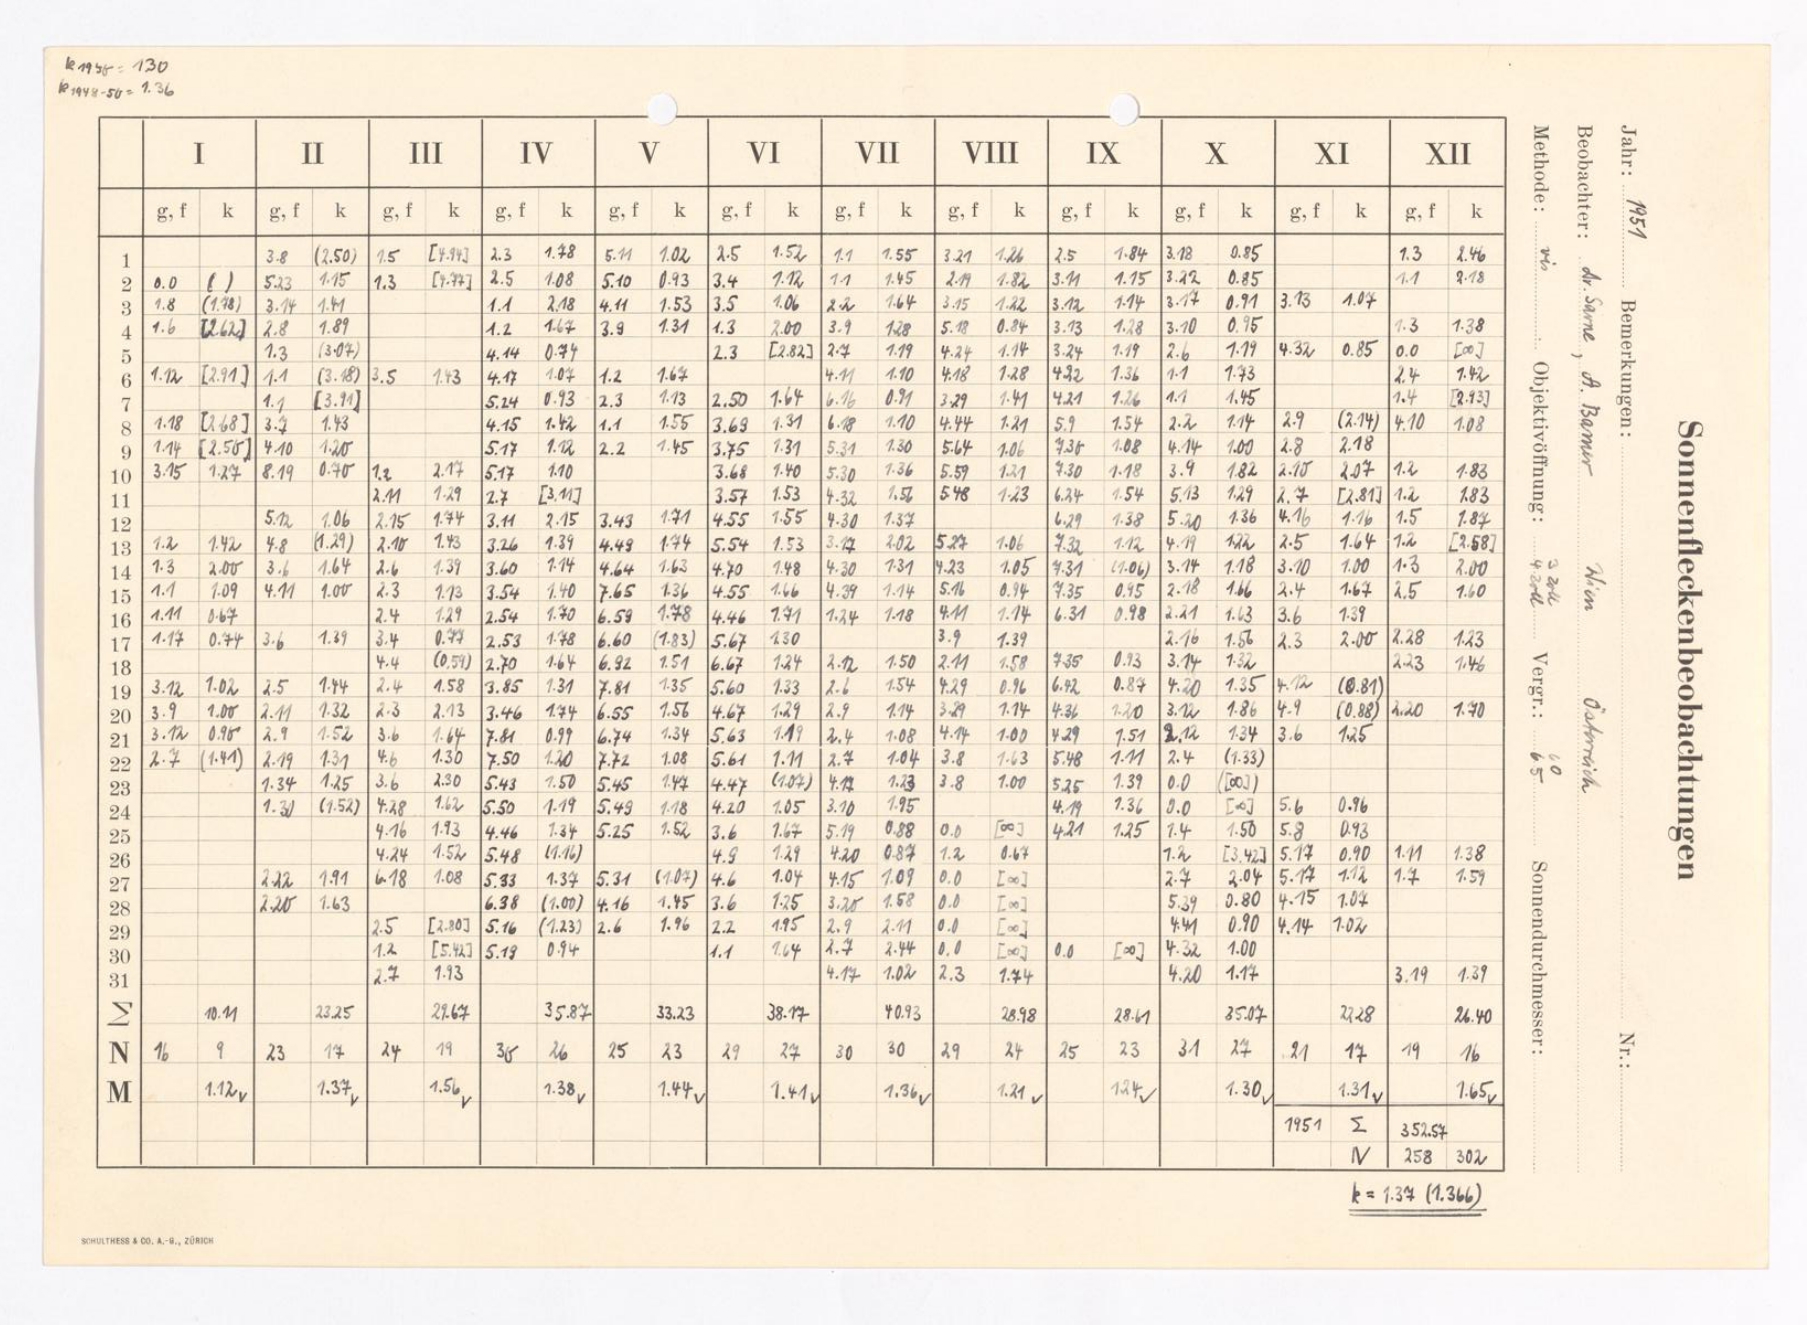 k 1945 = 1.30
k 1948-50 = 1.36
I II III IV V VI VII VIII IX X XI XII
g, f k g, f k g, f k g, f k g, f k g, f k g, f k g, f k g, f k g, f k g, f k g, f k
1 3.8 (2.50) 1.5 [4.94] 2.3 1.78 5.11 1.02 2.5 1.52 1.1 1.55 3.21 1.26 2.5 1.84 3.18 0.85 1.3 2.46
2 0.0 ( ) 5.23 1.15 1.3 [4.77] 2.5 1.08 5.10 0.93 3.4 1.12 1.1 1.45 2.19 1.82 3.11 1.15 3.22 0.85 1.1 2.18
3 1.8 (1.78) 3.14 1.41 1.1 2.18 4.11 1.53 3.5 1.06 2.2 1.64 3.15 1.22 3.12 1.14 3.17 0.91 3.13 1.07
4 1.6 [2.62] 2.8 1.89 1.2 1.67 3.9 1.31 1.3 2.00 3.9 1.28 5.18 0.84 3.13 1.28 3.10 0.95 1.3 1.38
5 1.3 (3.07) 4.14 0.74 2.3 [2.82] 2.7 1.19 4.24 1.14 3.24 1.19 2.6 1.19 4.32 0.85 0.0 [∞]
6 1.12 [2.91] 1.1 (3.18) 3.5 1.43 4.17 1.07 1.2 1.67 4.11 1.10 4.18 1.28 4.22 1.36 1.1 1.73 2.4 1.42
7 1.1 [3.91] 5.24 0.93 2.3 1.13 2.50 1.64 6.16 0.91 3.29 1.41 4.21 1.26 1.1 1.45 1.4 [2.93]
8 1.18 [2.68] 3.7 1.43 4.15 1.42 1.1 1.55 3.69 1.31 6.18 1.10 4.44 1.21 5.9 1.54 2.2 1.14 2.9 (2.14) 4.10 1.08
9 1.14 [2.50] 4.10 1.20 5.17 1.12 2.2 1.45 3.75 1.31 5.31 1.30 5.64 1.06 7.30 1.08 4.14 1.00 2.8 2.18
10 3.15 1.27 8.19 0.70 1.2 2.17 5.17 1.10 3.68 1.40 5.30 1.36 5.59 1.21 7.30 1.18 3.9 1.82 2.10 2.07 1.2 1.83
11 2.11 1.29 2.7 [3.11] 3.57 1.53 4.32 1.56 5.48 1.23 6.24 1.54 5.13 1.29 2.7 [2.81] 1.2 1.83
12 5.12 1.06 2.15 1.74 3.11 2.15 3.43 1.71 4.55 1.55 4.30 1.37 6.29 1.38 5.20 1.36 4.16 1.16 1.5 1.87
13 1.2 1.42 4.8 (1.29) 2.10 1.43 3.26 1.39 4.49 1.74 5.54 1.53 3.17 2.02 5.27 1.06 7.32 1.12 4.19 1.22 2.5 1.64 1.2 [2.58]
14 1.3 2.00 3.6 1.64 2.6 1.39 3.60 1.14 4.64 1.63 4.70 1.48 4.30 1.31 4.23 1.05 7.31 (1.06) 3.14 1.18 3.10 1.00 1.3 2.00
15 1.1 1.09 4.11 1.00 2.3 1.13 3.54 1.40 7.65 1.36 4.55 1.66 4.39 1.14 5.16 0.94 7.35 0.95 2.18 1.66 2.4 1.67 2.5 1.60
16 1.11 0.67 2.4 1.29 2.54 1.70 6.59 1.78 4.46 1.71 1.24 1.18 4.11 1.14 6.31 0.98 2.21 1.63 3.6 1.39
17 1.17 0.74 3.6 1.39 3.4 0.77 2.53 1.78 6.60 (1.83) 5.67 1.30 3.9 1.39 2.16 1.56 2.3 2.00 2.28 1.23
18 4.4 (0.59) 2.70 1.64 6.92 1.51 6.67 1.24 2.12 1.50 2.11 1.58 7.35 0.93 3.14 1.32 2.23 1.46
19 3.12 1.02 2.5 1.44 2.4 1.58 3.85 1.31 7.81 1.35 5.60 1.33 2.6 1.54 4.29 0.96 6.42 0.87 4.20 1.35 4.12 (0.81)
20 3.9 1.00 2.11 1.32 2.3 2.13 3.46 1.74 6.55 1.56 4.67 1.29 2.9 1.14 3.29 1.14 4.36 1.20 3.12 1.86 4.9 (0.88) 2.20 1.70
21 3.12 0.90 2.9 1.52 3.6 1.64 7.81 0.99 6.74 1.34 5.63 1.19 2.4 1.08 4.14 1.00 4.29 1.51 2.12 1.34 3.6 1.25
22 2.7 (1.41) 2.19 1.31 4.6 1.30 7.50 1.20 7.72 1.08 5.61 1.11 2.7 1.04 3.8 1.63 5.48 1.11 2.4 (1.33)
23 1.34 1.25 3.6 2.30 5.43 1.50 5.45 1.47 4.47 (1.07) 4.17 1.23 3.8 1.00 5.25 1.39 0.0 ([∞])
24 1.30 (1.52) 4.28 1.62 5.50 1.19 5.49 1.18 4.20 1.05 3.10 1.95 4.19 1.36 0.0 [∞] 5.6 0.96
25 4.16 1.93 4.46 1.34 5.25 1.52 3.6 1.67 5.19 0.88 0.0 [∞] 4.21 1.25 1.4 1.50 5.8 0.93
26 4.24 1.52 5.48 (1.16) 4.9 1.29 4.20 0.87 1.2 0.67 1.2 [3.42] 5.17 0.90 1.11 1.38
27 2.22 1.91 6.18 1.08 5.33 1.37 5.31 (1.07) 4.6 1.04 4.15 1.09 0.0 [∞] 2.7 2.04 5.17 1.12 1.7 1.59
28 2.20 1.63 6.38 (1.00) 4.16 1.45 3.6 1.25 3.20 1.58 0.0 [∞] 5.39 0.80 4.15 1.07
29 2.5 [2.80] 5.16 (1.23) 2.6 1.96 2.2 1.95 2.9 2.11 0.0 [∞] 4.41 0.90 4.14 1.02
30 1.2 [5.42] 5.19 0.94 1.1 1.64 2.7 2.44 0.0 [∞] 0.0 [∞] 4.32 1.00
31 2.7 1.93 4.17 1.02 2.3 1.74 4.20 1.17 3.19 1.39
Σ 10.11 23.25 29.67 35.87 33.23 38.17 40.93 28.98 28.61 35.07 22.28 26.40
N 16 9 23 17 24 19 30 26 25 23 29 27 30 30 29 24 25 23 31 27 21 17 19 16
M 1.12 1.37 1.56 1.38 1.44 1.41 1.36 1.21 1.24 1.30 1.31 1.65
1951 Σ 352.57
N 258 302
k = 1.37 (1.366)
SCHULTHESS & CO. A.-G., ZÜRICH
Sonnenfleckenbeobachtungen
Jahr: 1951 Bemerkungen: Nr.:
Beobachter: Dr. , A. Wien Österreich
Methode: vis Objektivöffnung: 3 Zoll 4 Zoll Vergr.: 60 65 Sonnendurchmesser: